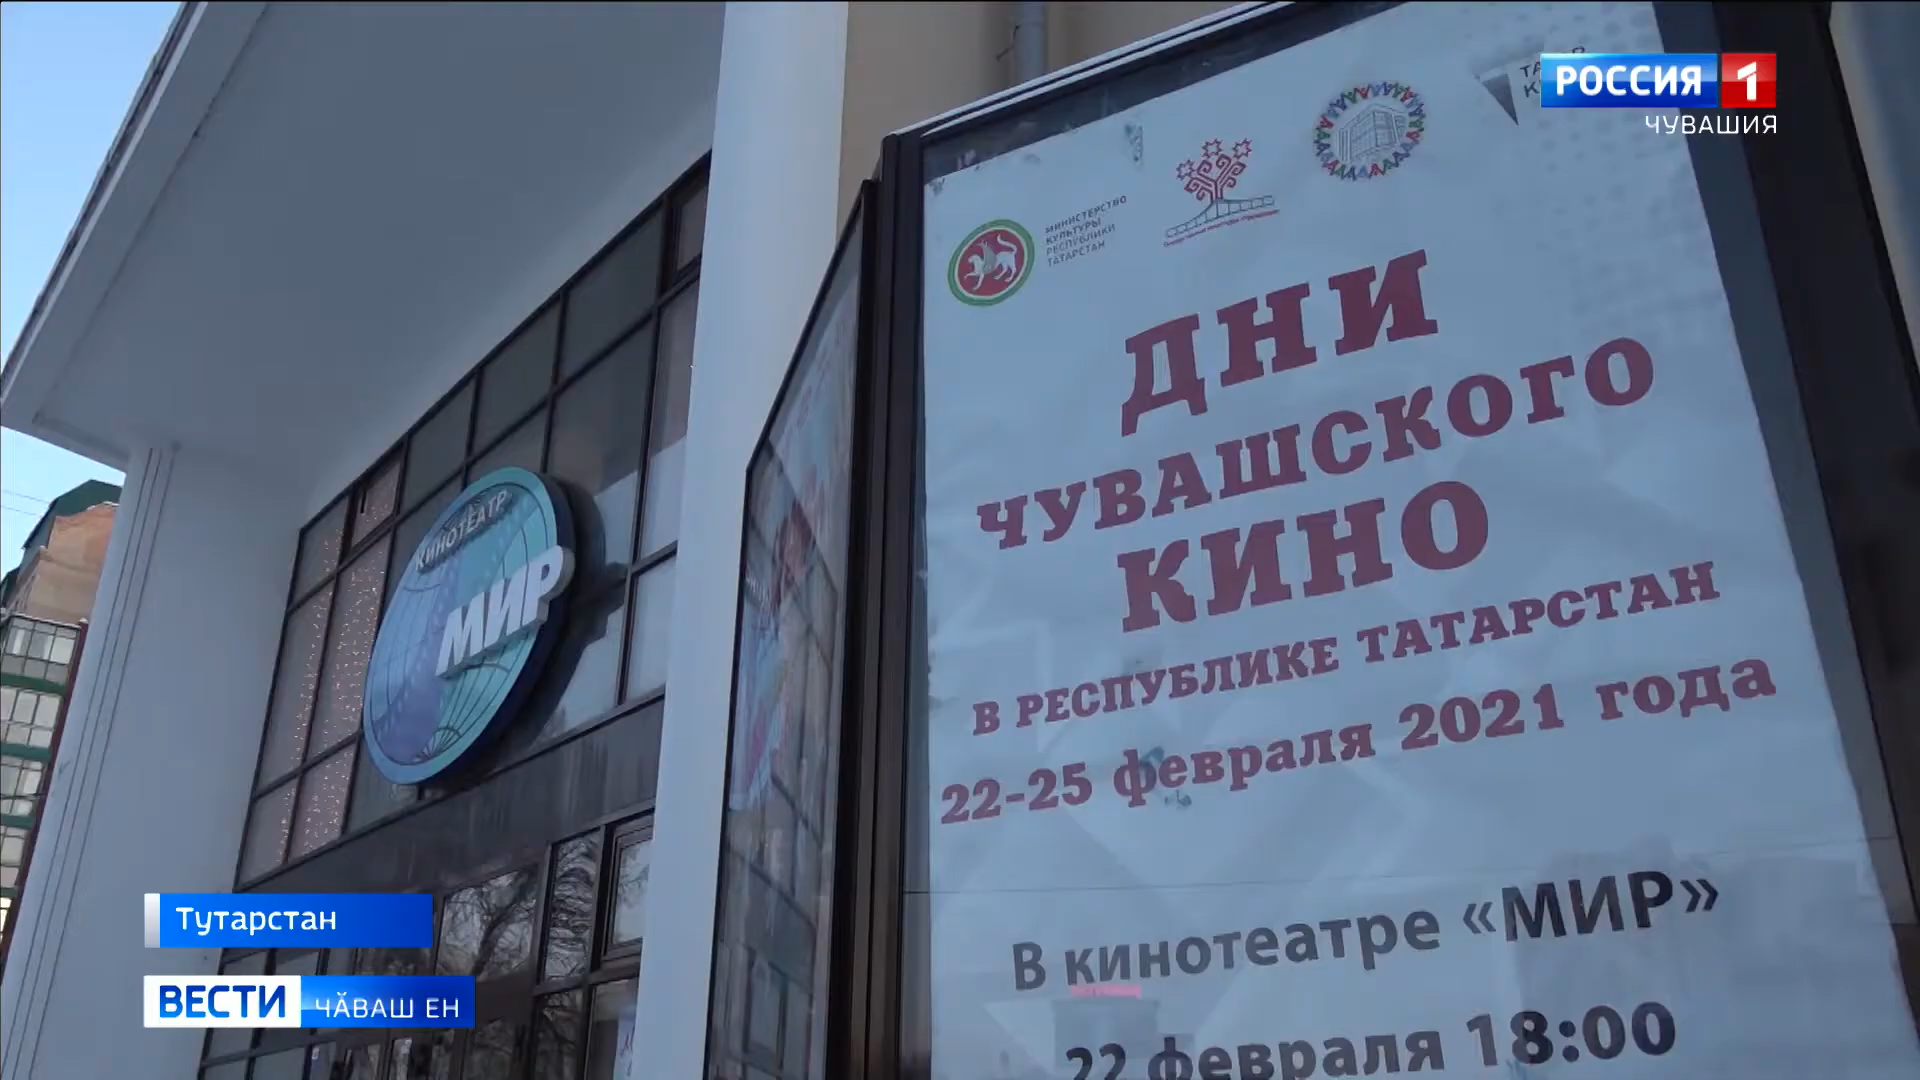 РОССИЯ 1
ЧУВАШИЯ
МИНИСТЕРСТВО
КУЛЬТУРЫ
РЕСПУБЛИКИ
ТАТАРСТАН
ДНИ
ЧУВАШСКОГО
КИНО
В РЕСПУБЛИКЕ ТАТАРСТАН
22-25 февраля 2021 года
В кинотеатре «МИР»
22 февраля 18:00
КИНОТЕАТР
МИР
Тутарстан
ВЕСТИ ЧӐВАШ ЕН